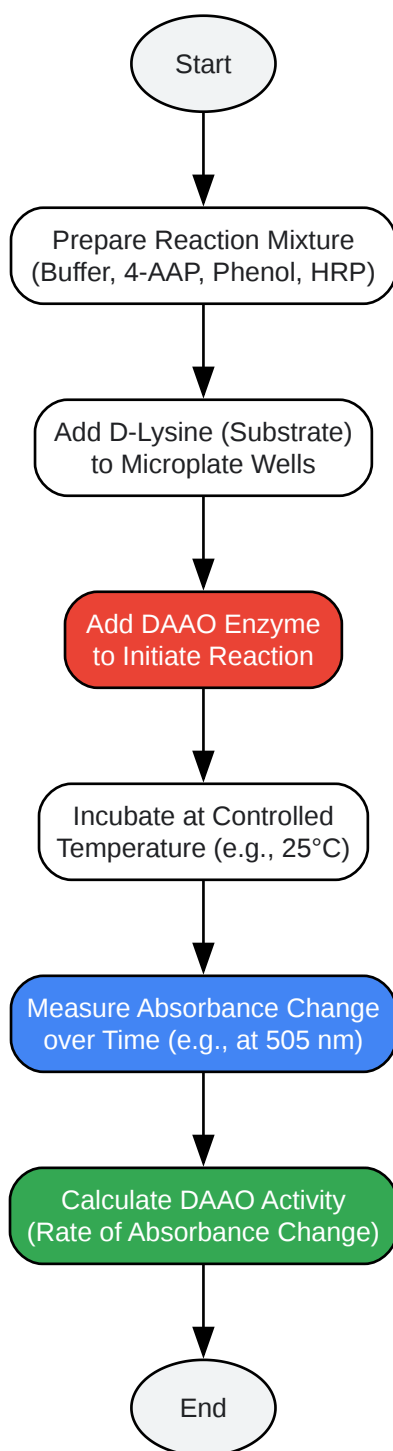 Start
Prepare Reaction Mixture
(Buffer, 4-AAP, Phenol, HRP)
Add D-Lysine (Substrate)
to Microplate Wells
Add DAAO Enzyme
to Initiate Reaction
Incubate at Controlled
Temperature (e.g., 25°C)
Measure Absorbance Change
over Time (e.g., at 505 nm)
Calculate DAAO Activity
(Rate of Absorbance Change)
End